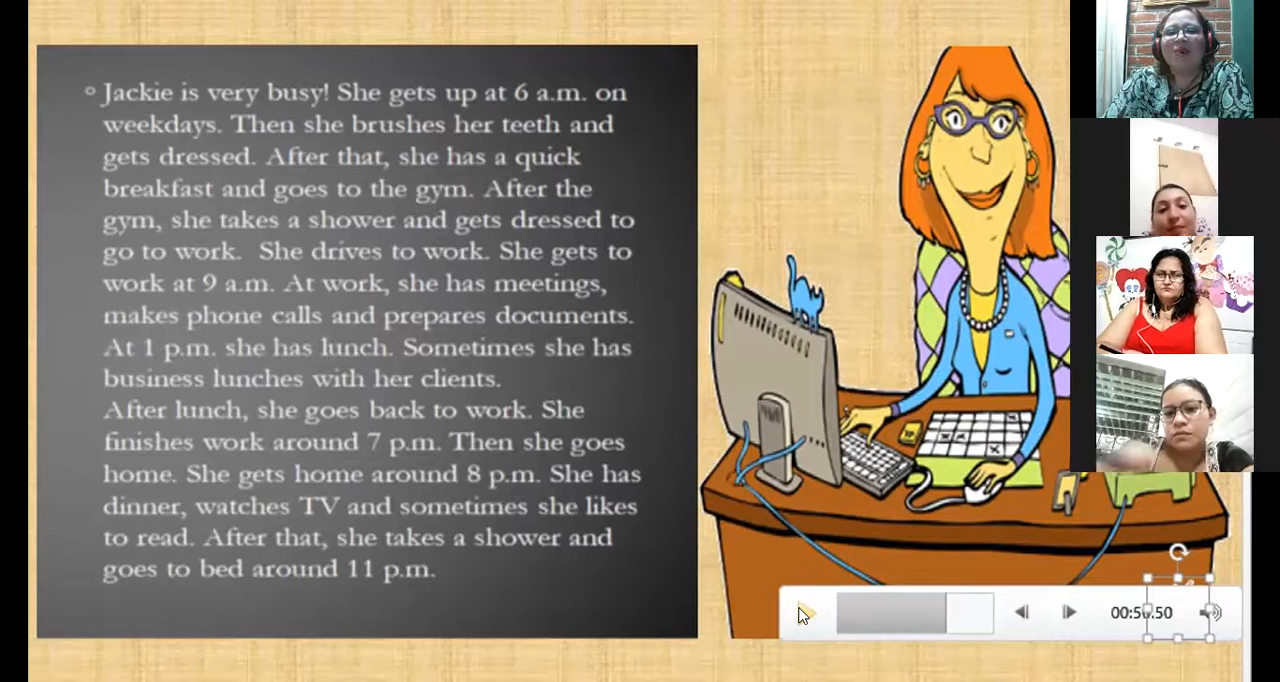 Jackie is very busy! She gets up at 6 a.m. on
weekdays. Then she brushes her teeth and
gets dressed. After that, she has a quick
breakfast and goes to the gym. After the
gym, she takes a shower and gets dressed to
go to work. She drives to work. She gets to
work at 9 a.m. At work, she has meetings,
makes phone calls and prepares documents.
At 1 p.m. she has lunch. Sometimes she has
business lunches with her clients.
After lunch, she goes back to work. She
finishes work around 7 p.m. Then she goes
home. She gets home around 8 p.m. She has
dinner, watches TV and sometimes she likes
to read. After that, she takes a shower and
goes to bed around 11 p.m.